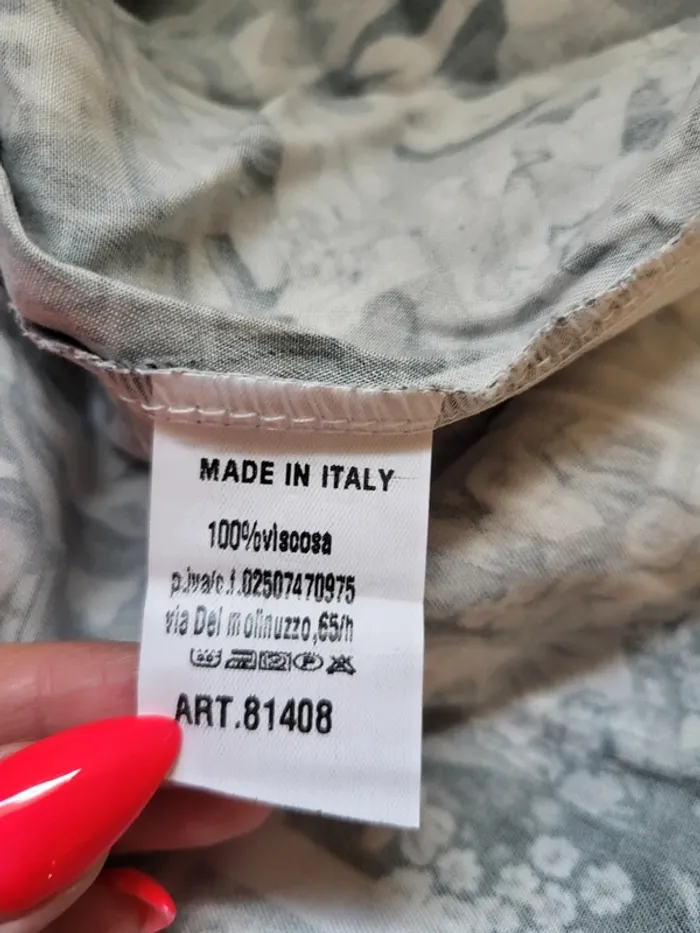 MADE IN ITALY
100%viscosa
p.iva/c.f.02507470975
via Del molinuzzo,65/h
ART.81408